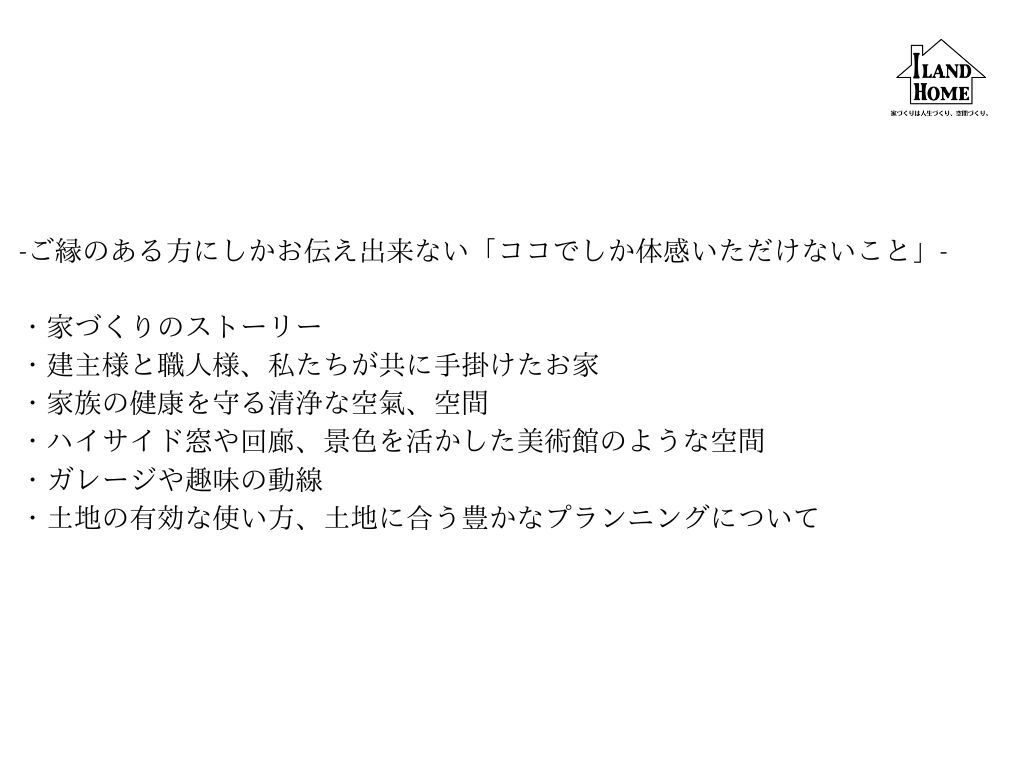 ILAND
HOME
家づくりは人生づくり、空間づくり。
-ご縁のある方にしかお伝え出来ない「ココでしか体感いただけないこと」-
・家づくりのストーリー
・建主様と職人様、私たちが共に手掛けたお家
・家族の健康を守る清浄な空氣、空間
・ハイサイド窓や回廊、景色を活かした美術館のような空間
・ガレージや趣味の動線
・土地の有効な使い方、土地に合う豊かなプランニングについて